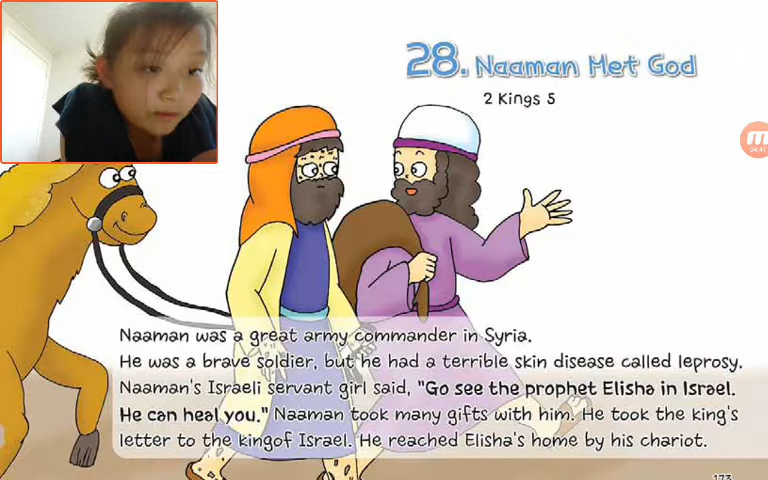 28. Naaman Met God
2 Kings 5
04:41
Naaman was a great army commander in Syria.
He was a brave soldier, but he had a terrible skin disease called leprosy.
Naaman's Israeli servant girl said, "Go see the prophet Elisha in Israel.
He can heal you." Naaman took many gifts with him. He took the king's
letter to the kingof Israel. He reached Elisha's home by his chariot.
173